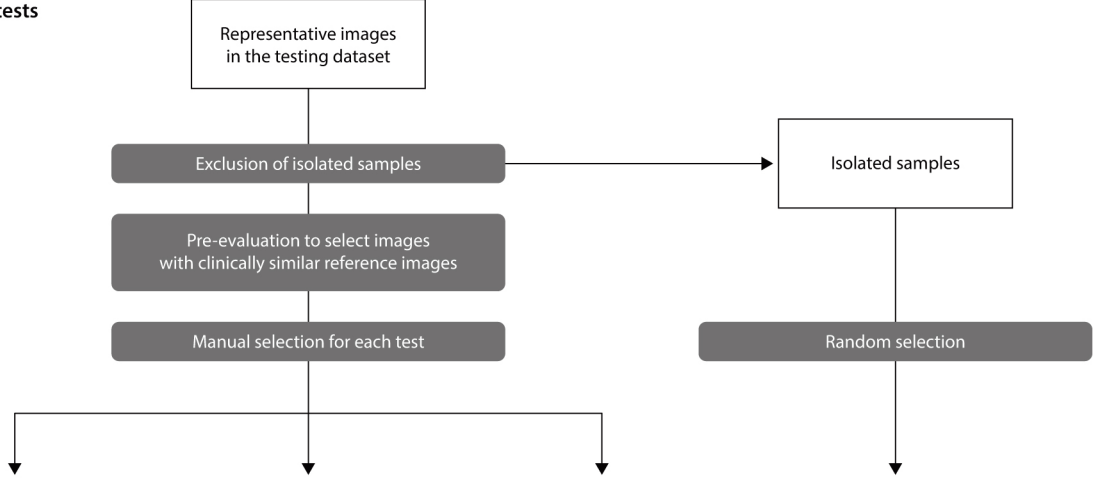 tests
Representative images
in the testing dataset
Exclusion of isolated samples
Isolated samples
Pre-evaluation to select images
with clinically similar reference images
Manual selection for each test
Random selection